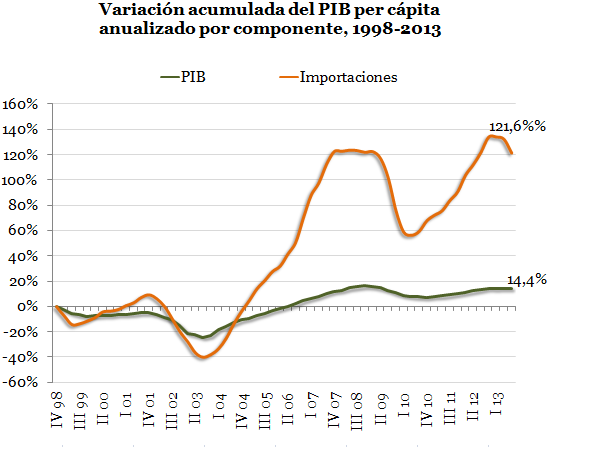 Variación acumulada del PIB per cápita
anualizado por componente, 1998-2013
PIB
Importaciones
160%
140%
120%
100%
80%
60%
40%
20%
0%
-20%
-40%
-60%
121,6%%
14,4%
IV 98
III 99
II 00
I 01
IV 01
III 02
II 03
I 04
IV 04
III 05
II 06
I 07
IV 07
III 08
II 09
I 10
IV 10
III 11
II 12
I 13